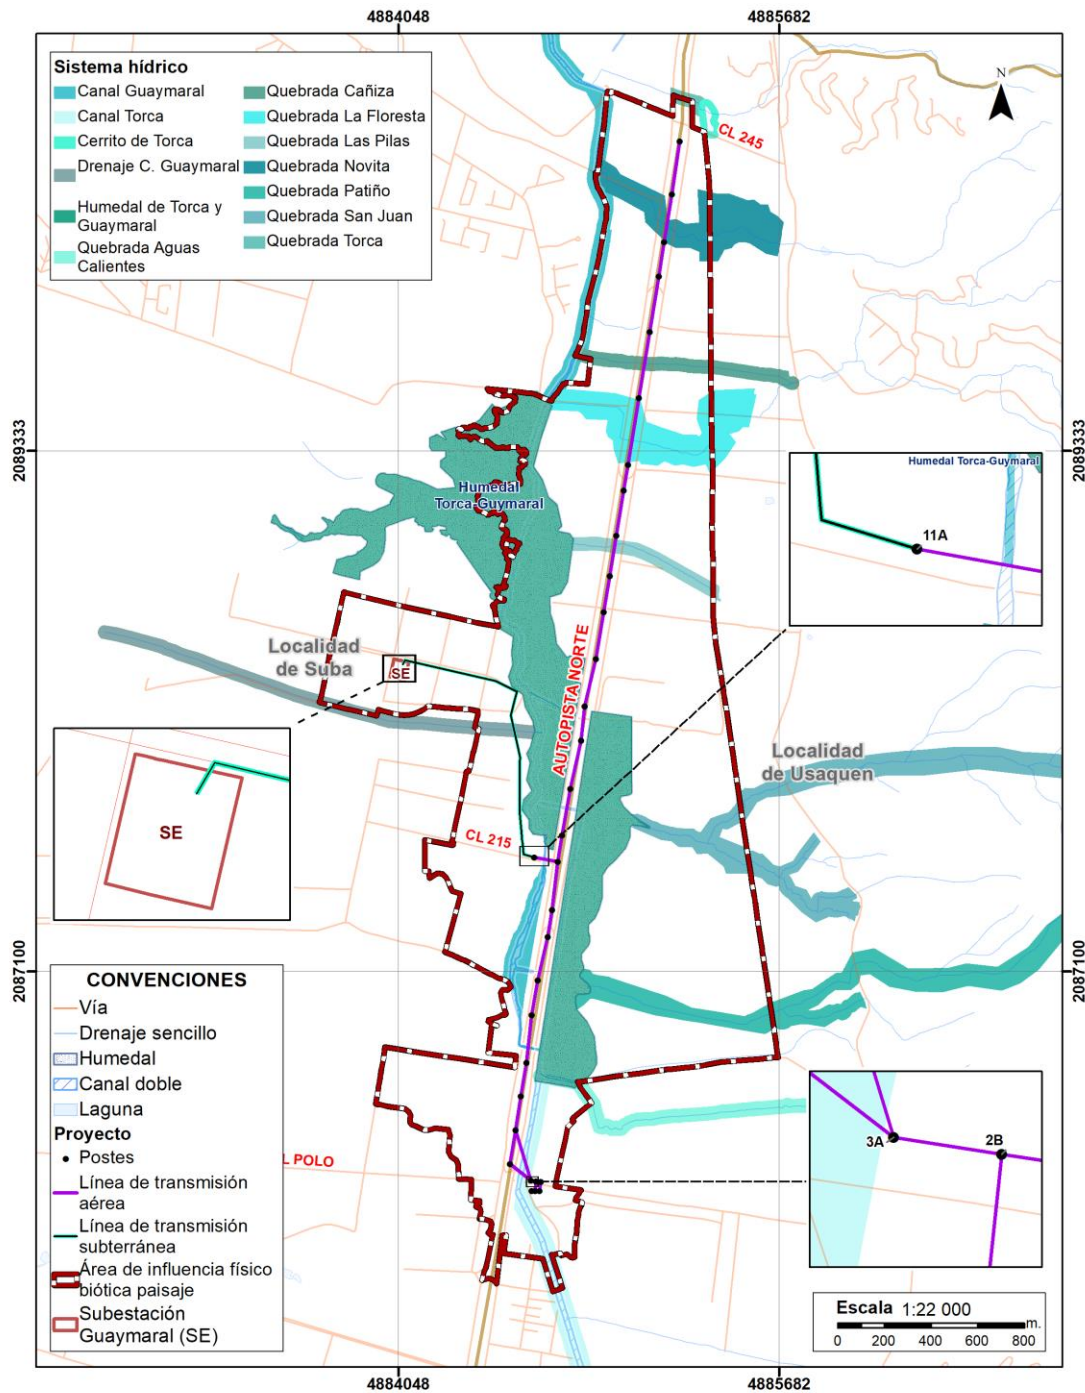 4884048
4885682
Sistema hídrico
Canal Guaymaral
Canal Torca
Cerrito de Torca
Drenaje C. Guaymaral
Humedal de Torca y
Guaymaral
Quebrada Aguas
Calientes
Quebrada Cañiza
Quebrada La Floresta
Quebrada Las Pilas
Quebrada Novita
Quebrada Patiño
Quebrada San Juan
Quebrada Torca
N
CL 245
2089333
2089333
Humedal
Torca-Guymaral
Humedal Torca-Guymaral
11A
Localidad
de Suba
SE
AUTOPISTA NORTE
Localidad
de Usaquen
SE
CL 215
2087100
2087100
CONVENCIONES
Vía
Drenaje sencillo
Humedal
Canal doble
Laguna
Proyecto
Postes
Línea de transmisión
aérea
Línea de transmisión
subterránea
Área de influencia físico
biótica paisaje
Subestación
Guaymaral (SE)
L POLO
3A
2B
Escala 1:22 000
0 200 400 600 800 m.
4884048
4885682